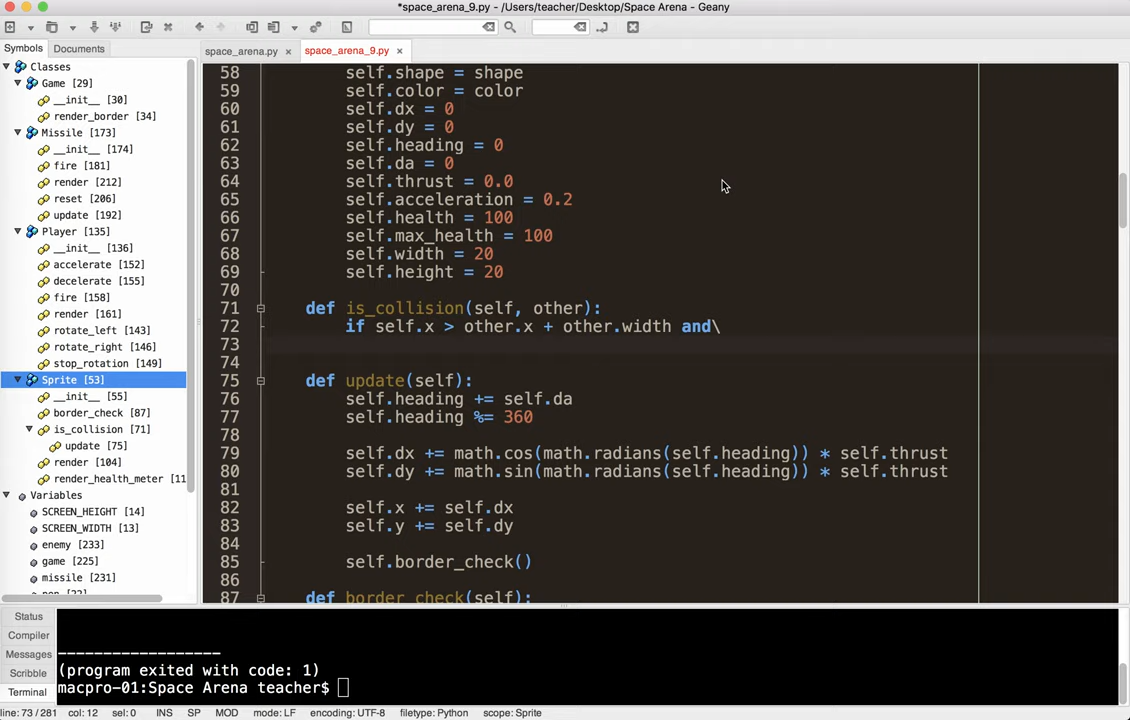 *space_arena_9.py - /Users/teacher/Desktop/Space Arena - Geany
Symbols Documents
space_arena.py × space_arena_9.py ×
Classes
Game [29]
__init__ [30]
render_border [34]
Missile [173]
__init__ [174]
fire [181]
render [212]
reset [206]
update [192]
Player [135]
__init__ [136]
accelerate [152]
decelerate [155]
fire [158]
render [161]
rotate_left [143]
rotate_right [146]
stop_rotation [149]
Sprite [53]
__init__ [55]
border_check [87]
is_collision [71]
update [75]
render [104]
render_health_meter [11
Variables
SCREEN_HEIGHT [14]
SCREEN_WIDTH [13]
enemy [233]
game [225]
missile [231]
58 self.shape = shape
59 self.color = color
60 self.dx = 0
61 self.dy = 0
62 self.heading = 0
63 self.da = 0
64 self.thrust = 0.0
65 self.acceleration = 0.2
66 self.health = 100
67 self.max_health = 100
68 self.width = 20
69 self.height = 20
70
71 def is_collision(self, other):
72 if self.x > other.x + other.width and\
73
74
75 def update(self):
76 self.heading += self.da
77 self.heading %= 360
78
79 self.dx += math.cos(math.radians(self.heading)) * self.thrust
80 self.dy += math.sin(math.radians(self.heading)) * self.thrust
81
82 self.x += self.dx
83 self.y += self.dy
84
85 self.border_check()
86
87 def border_check(self):
Status
Compiler
Messages
Scribble
Terminal
------------------
(program exited with code: 1)
macpro-01:Space Arena teacher$
line: 73 / 281 col: 12 sel: 0 INS SP MOD mode: LF encoding: UTF-8 filetype: Python scope: Sprite